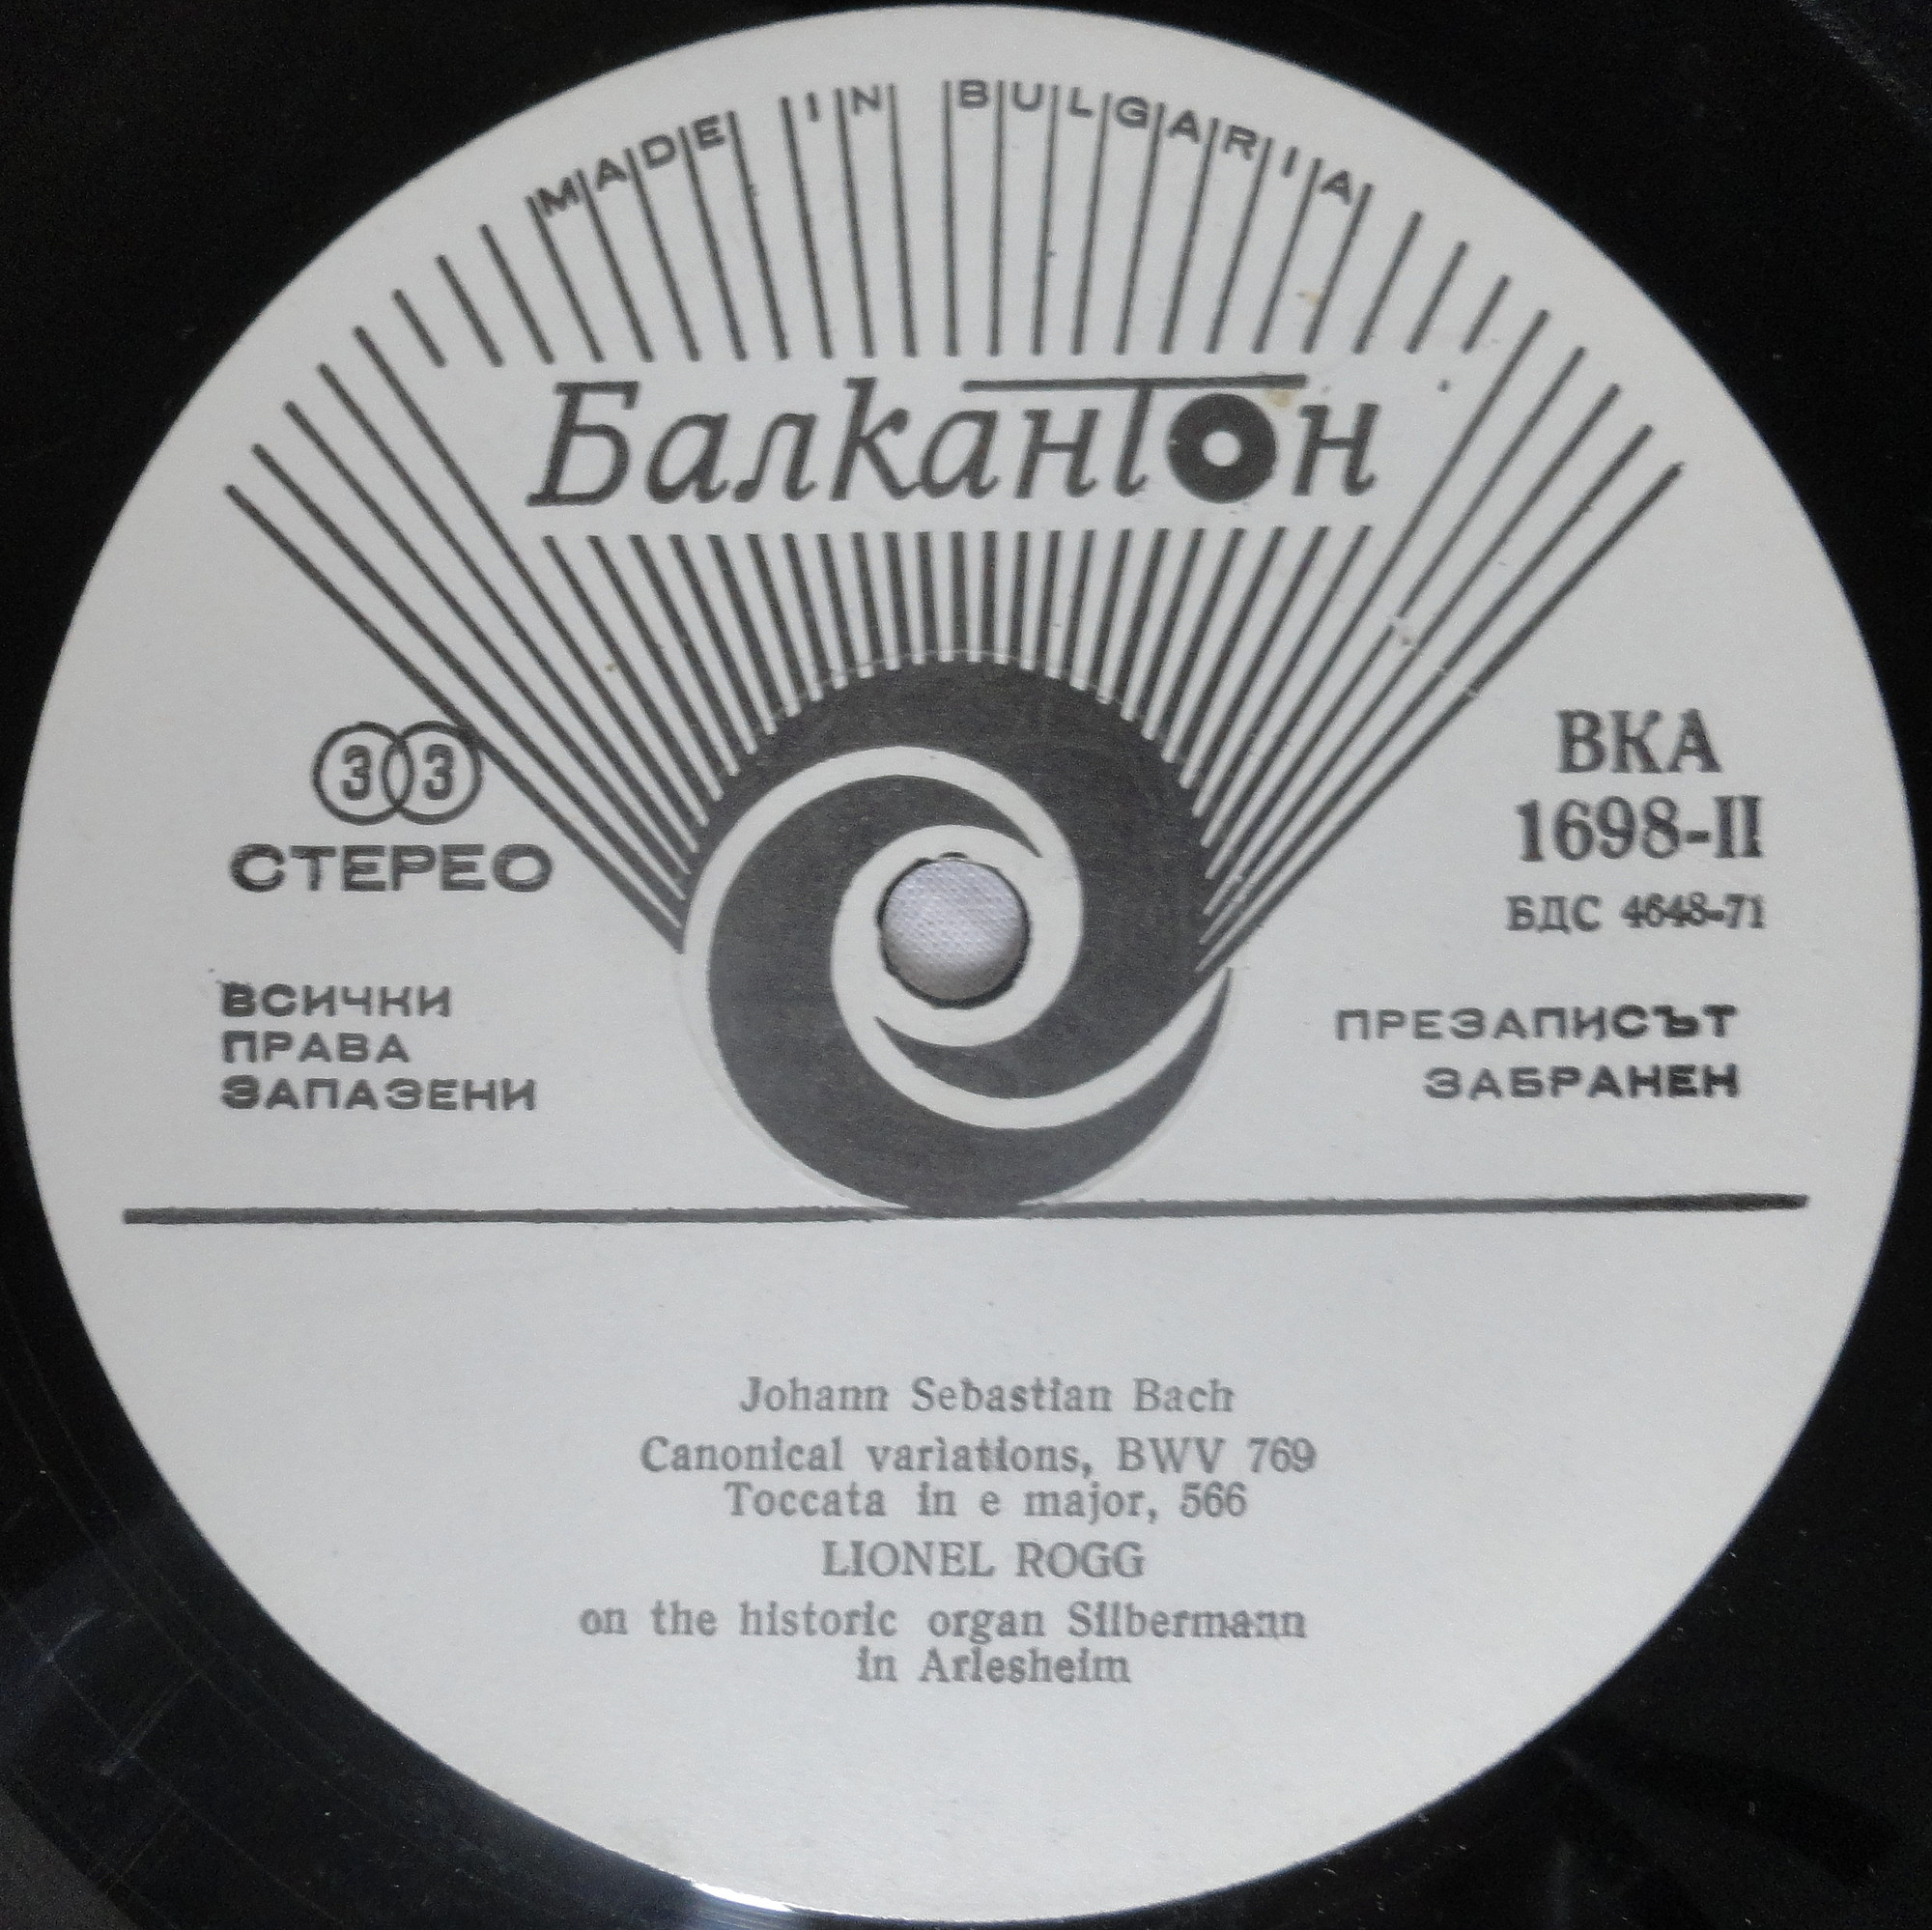 MADE IN BULGARIA
Балкантон
33
СТЕРЕО
ВКА
1698-II
БДС 4648-71
ВСИЧКИ
ПРАВА
ЗАПАЗЕНИ
ПРЕЗАПИСЪТ
ЗАБРАНЕН
Johann Sebastian Bach
Canonical variations, BWV 769
Toccata in e major, 566
LIONEL ROGG
on the historic organ Silbermann
in Arlesheim